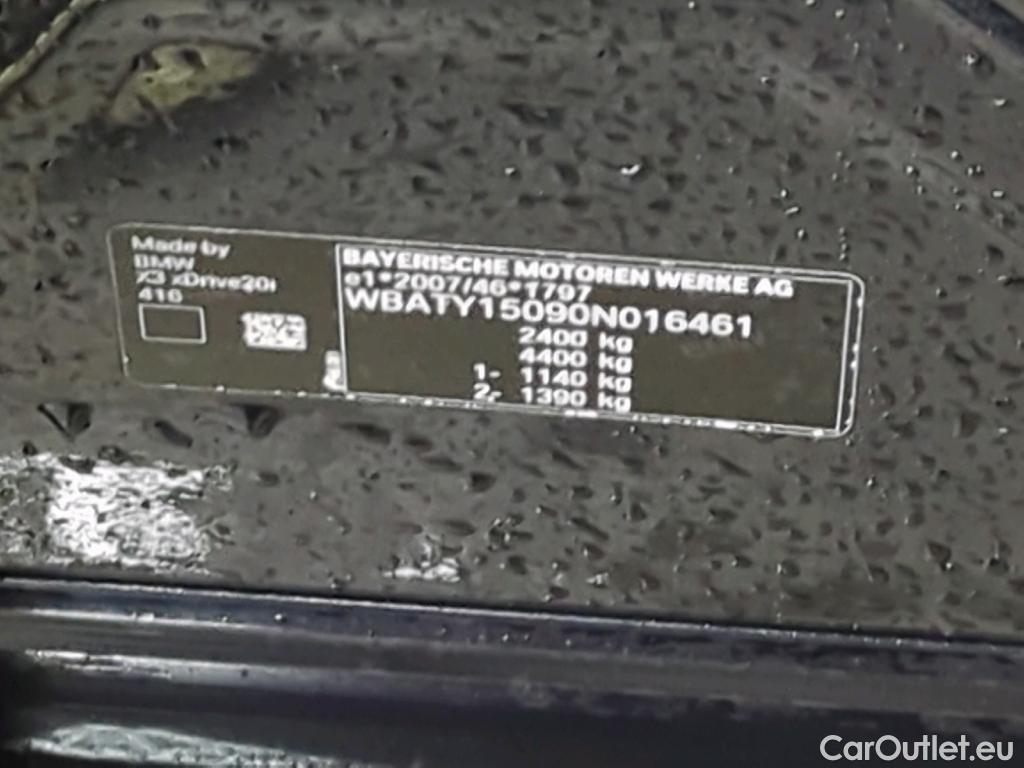 Made by
BMW
X3 xDrive20i
416
BAYERISCHE MOTOREN WERKE AG
e1*2007/46*1797
WBATY15090N016461
2400 kg
4400 kg
1- 1140 kg
2- 1390 kg
CarOutlet.eu